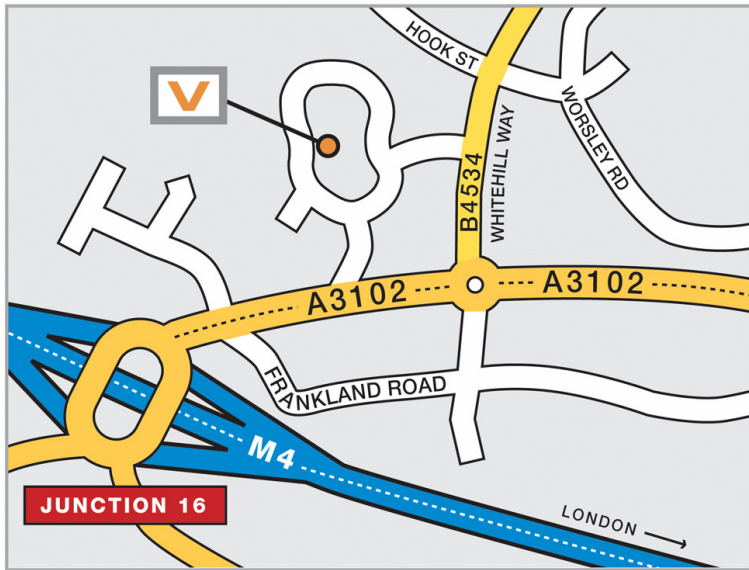 HOOK ST
V
WORSLEY RD
B4534
WHITEHILL WAY
A3102
A3102
FRANKLAND ROAD
M4
JUNCTION 16
LONDON